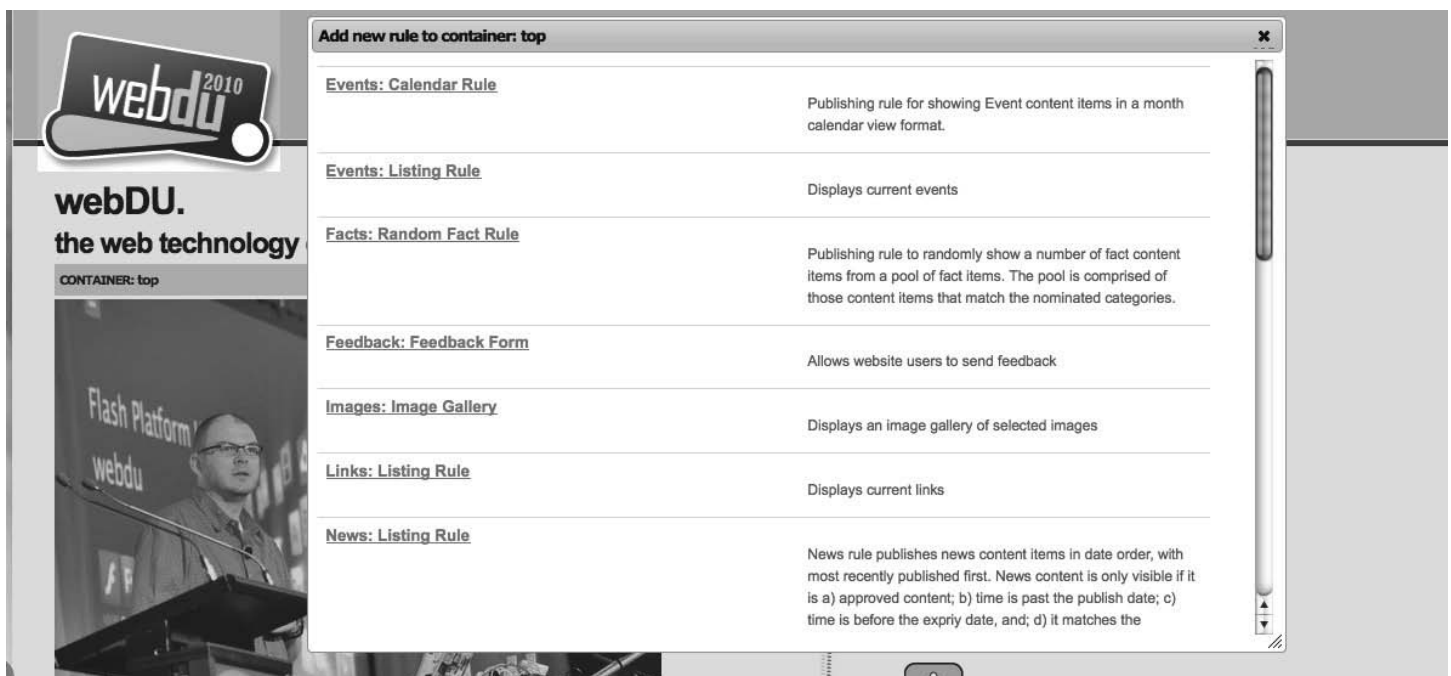 Add new rule to container: top
webdu 2010
webDU.
the web technology
CONTAINER: top
Flash Platform
webdu
Events: Calendar Rule
Publishing rule for showing Event content items in a month
calendar view format.
Events: Listing Rule
Displays current events
Facts: Random Fact Rule
Publishing rule to randomly show a number of fact content
items from a pool of fact items. The pool is comprised of
those content items that match the nominated categories.
Feedback: Feedback Form
Allows website users to send feedback
Images: Image Gallery
Displays an image gallery of selected images
Links: Listing Rule
Displays current links
News: Listing Rule
News rule publishes news content items in date order, with
most recently published first. News content is only visible if it
is a) approved content; b) time is past the publish date; c)
time is before the expriy date, and; d) it matches the